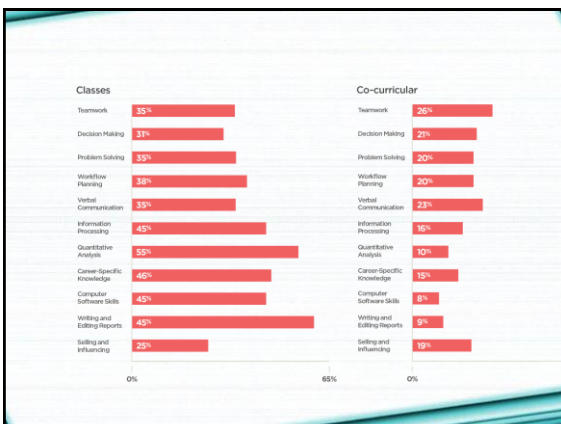 Classes
Teamwork 35%
Decision Making 31%
Problem Solving 35%
Workflow
Planning 38%
Verbal
Communication 35%
Information
Processing 45%
Quantitative
Analysis 55%
Career-Specific
Knowledge 46%
Computer
Software Skills 45%
Writing and
Editing Reports 45%
Selling and
Influencing 25%
0% 65%
Co-curricular
Teamwork 26%
Decision Making 21%
Problem Solving 20%
Workflow
Planning 20%
Verbal
Communication 23%
Information
Processing 16%
Quantitative
Analysis 10%
Career-Specific
Knowledge 15%
Computer
Software Skills 8%
Writing and
Editing Reports 9%
Selling and
Influencing 19%
0%